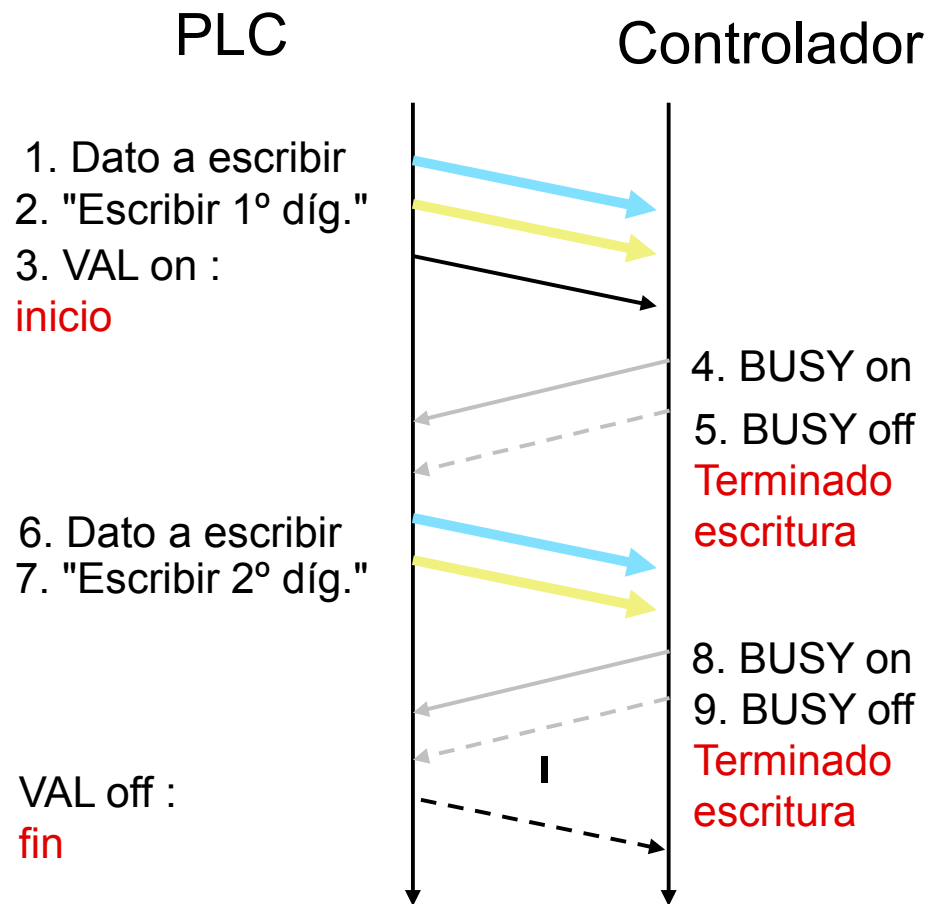 PLC
Controlador
1. Dato a escribir
2. "Escribir 1º díg."
3. VAL on :
inicio
4. BUSY on
5. BUSY off
Terminado
escritura
6. Dato a escribir
7. "Escribir 2º díg."
8. BUSY on
9. BUSY off
Terminado
escritura
VAL off :
fin